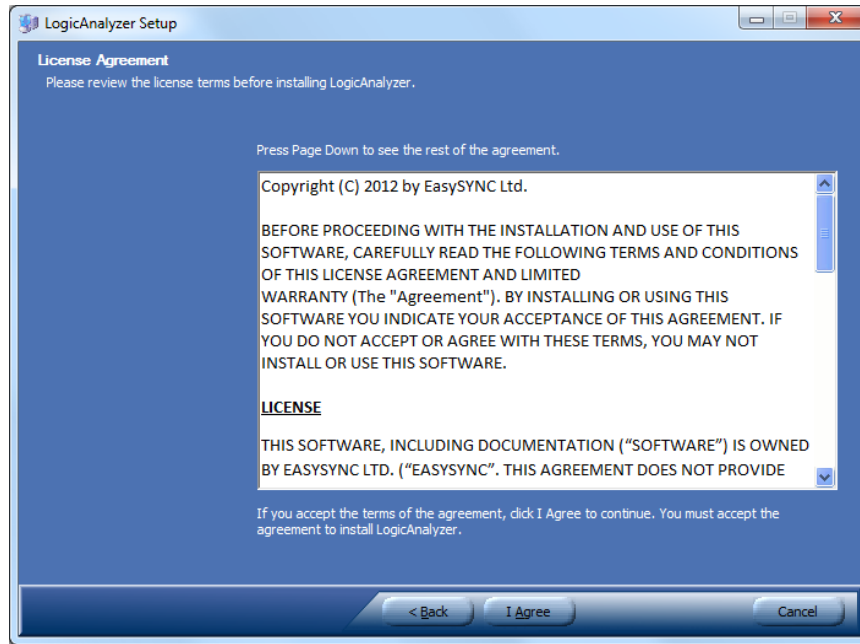 LogicAnalyzer Setup
License Agreement
Please review the license terms before installing LogicAnalyzer.
Press Page Down to see the rest of the agreement.
Copyright (C) 2012 by EasySYNC Ltd.
BEFORE PROCEEDING WITH THE INSTALLATION AND USE OF THIS
SOFTWARE, CAREFULLY READ THE FOLLOWING TERMS AND CONDITIONS
OF THIS LICENSE AGREEMENT AND LIMITED
WARRANTY (The "Agreement"). BY INSTALLING OR USING THIS
SOFTWARE YOU INDICATE YOUR ACCEPTANCE OF THIS AGREEMENT. IF
YOU DO NOT ACCEPT OR AGREE WITH THESE TERMS, YOU MAY NOT
INSTALL OR USE THIS SOFTWARE.
LICENSE
THIS SOFTWARE, INCLUDING DOCUMENTATION (“SOFTWARE”) IS OWNED
BY EASYSYNC LTD. (“EASYSYNC”. THIS AGREEMENT DOES NOT PROVIDE
If you accept the terms of the agreement, click I Agree to continue. You must accept the
agreement to install LogicAnalyzer.
< Back
I Agree
Cancel